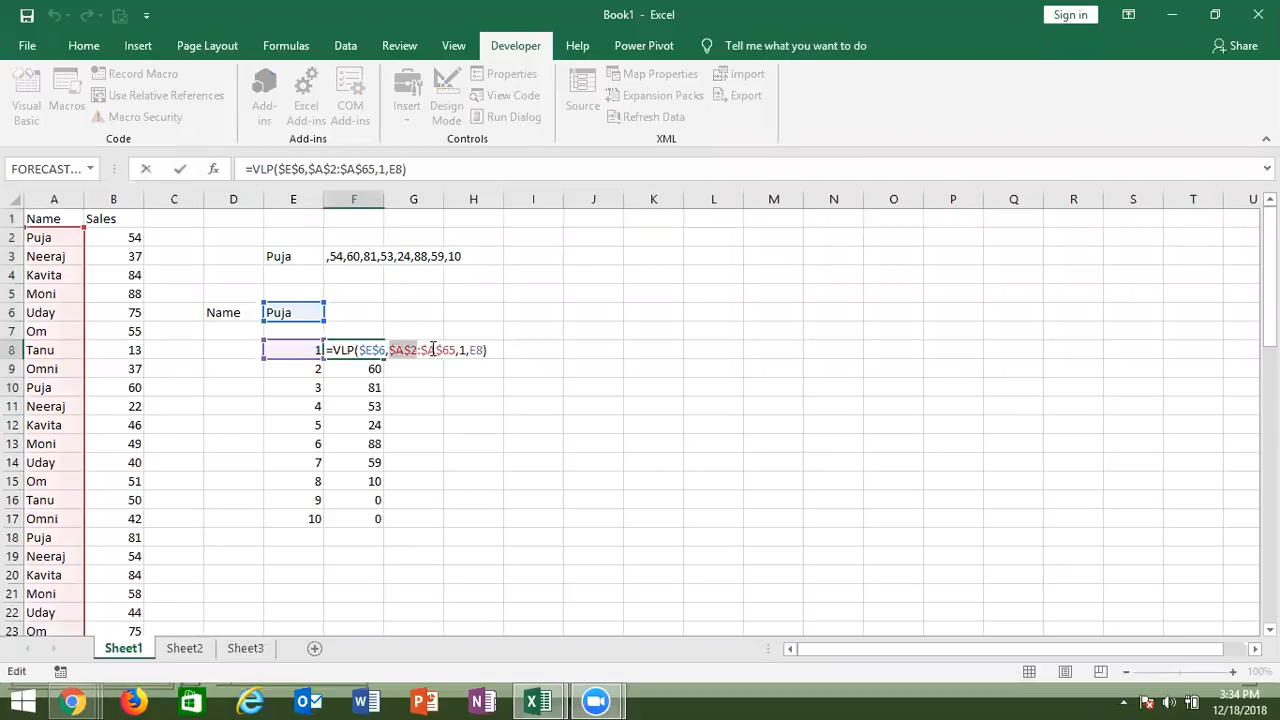 Book1 - Excel
Sign in
File Home Insert Page Layout Formulas Data Review View Developer Help Power Pivot Tell me what you want to do Share
Visual Basic
Macros
Record Macro
Use Relative References
Macro Security
Code
Add-ins
Excel Add-ins
COM Add-ins
Add-ins
Insert
Design Mode
Properties
View Code
Run Dialog
Controls
Source
Map Properties
Expansion Packs
Refresh Data
Import
Export
XML
FORECAST... fx =VLP($E$6,$A$2:$A$65,1,E8)
A B C D E F G H I J K L M N O P Q R S T U
1 Name Sales
2 Puja 54
3 Neeraj 37 Puja ,54,60,81,53,24,88,59,10
4 Kavita 84
5 Moni 88
6 Uday 75 Name Puja
7 Om 55
8 Tanu 13 1 =VLP($E$6,$A$2:$A$65,1,E8)
9 Omni 37 2 60
10 Puja 60 3 81
11 Neeraj 22 4 53
12 Kavita 46 5 24
13 Moni 49 6 88
14 Uday 40 7 59
15 Om 51 8 10
16 Tanu 50 9 0
17 Omni 42 10 0
18 Puja 81
19 Neeraj 54
20 Kavita 84
21 Moni 58
22 Uday 44
23 Om 75
Sheet1 Sheet2 Sheet3
Edit 100%
3:34 PM
12/18/2018